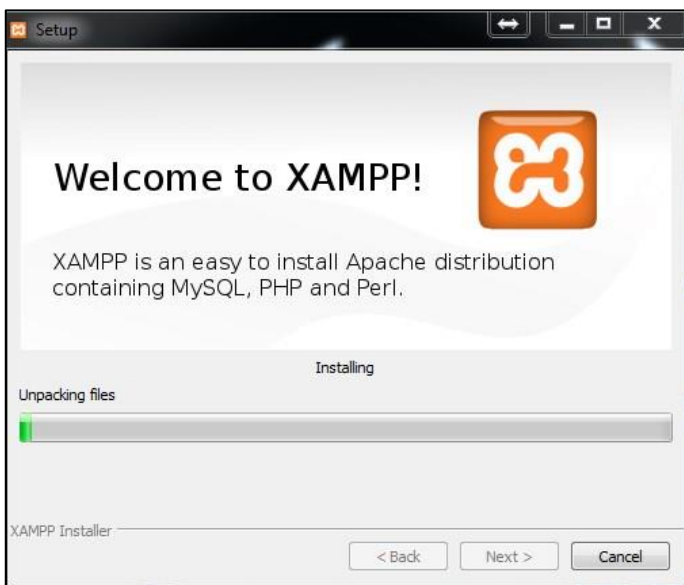 Setup
Welcome to XAMPP!
XAMPP is an easy to install Apache distribution
containing MySQL, PHP and Perl.
Installing
Unpacking files
XAMPP Installer
< Back
Next >
Cancel